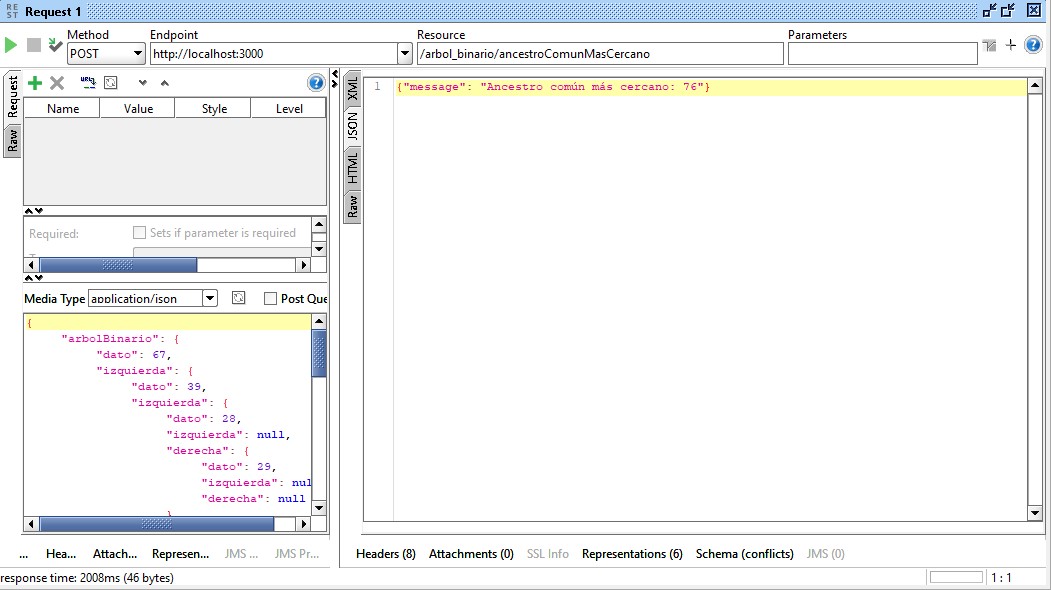 REST Request 1
Method Endpoint Resource Parameters
POST http://localhost:3000 /arbol_binario/ancestroComunMasCercano
Request
Raw
Name Value Style Level
Required: Sets if parameter is required
Media Type application/json Post Que
{
"arbolBinario": {
"dato": 67,
"izquierda": {
"dato": 39,
"izquierda": {
"dato": 28,
"izquierda": null,
"derecha": {
"dato": 29,
"izquierda": nul
"derecha": null
}
... Hea... Attach... Represen... JMS ... JMS Pr...
XML
JSON
HTML
Raw
1 {"message": "Ancestro común más cercano: 76"}
Headers (8) Attachments (0) SSL Info Representations (6) Schema (conflicts) JMS (0)
response time: 2008ms (46 bytes)
1 : 1